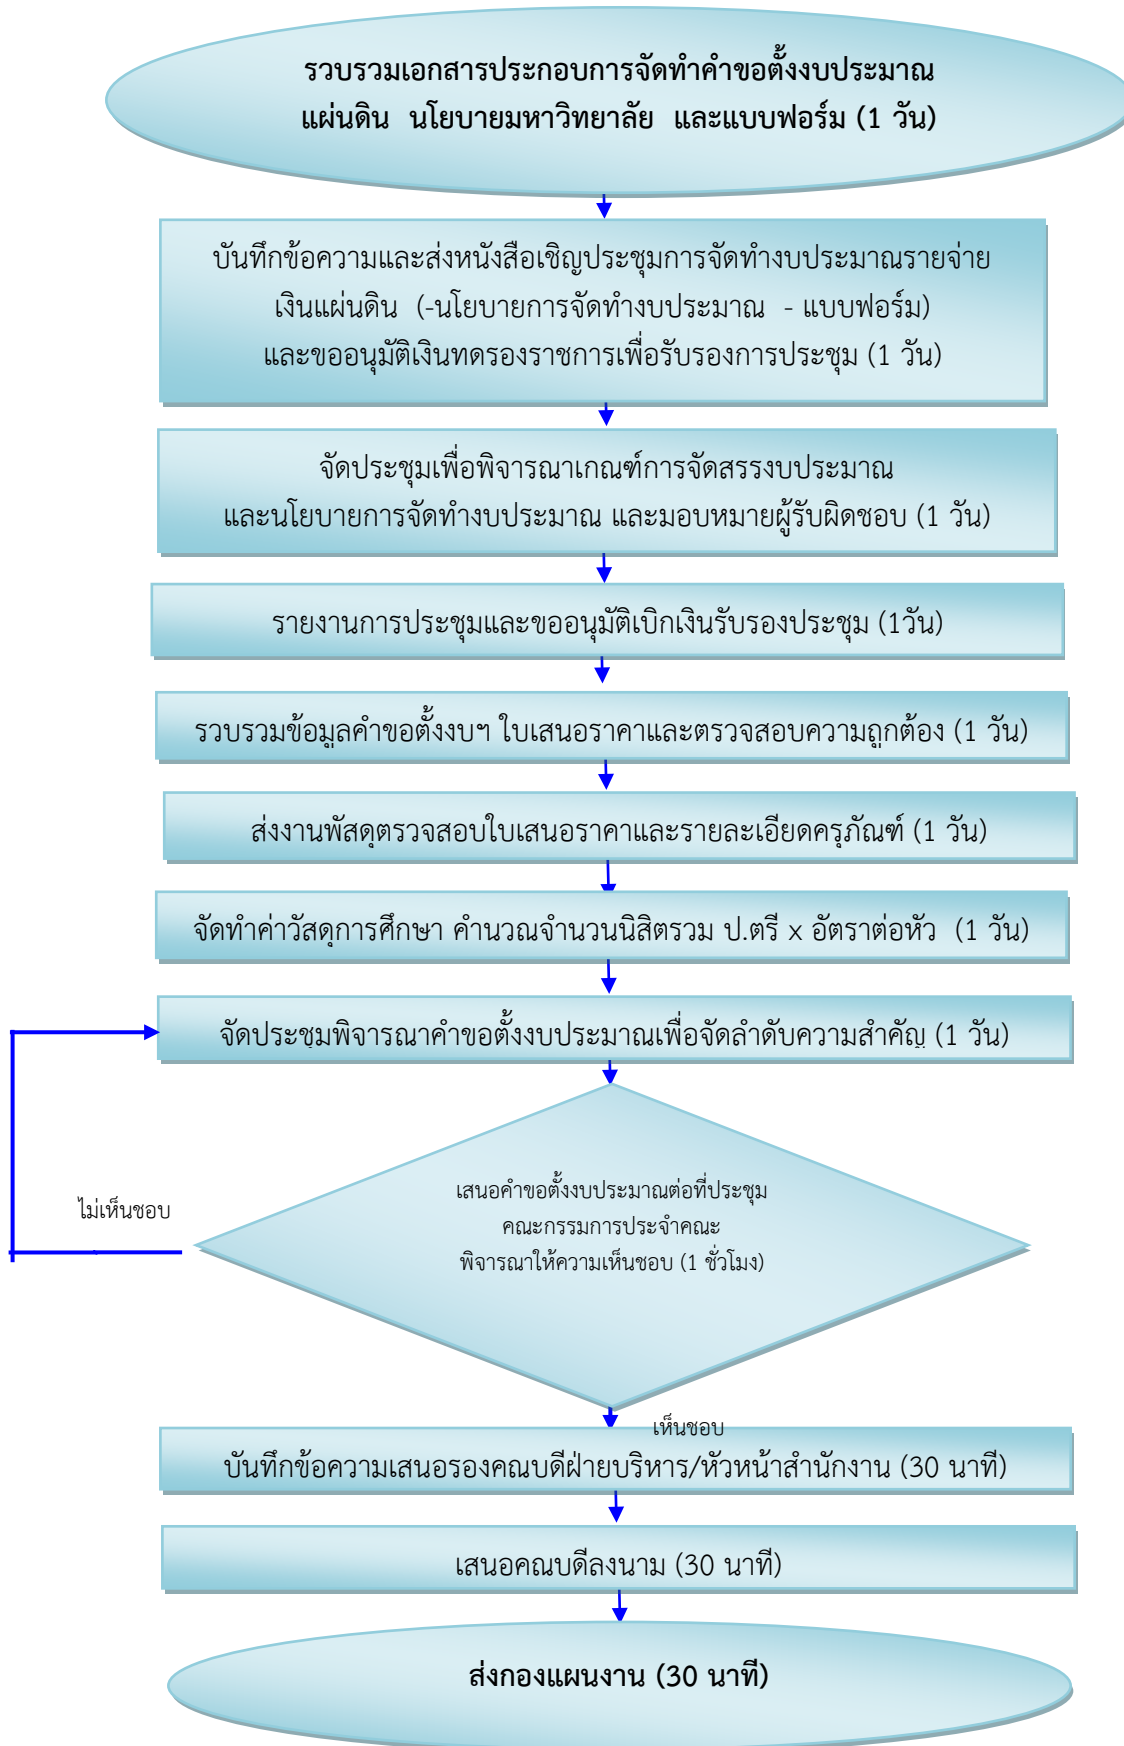 รวบรวมเอกสารประกอบการจัดทำคำขอตั้งงบประมาณ
แผ่นดิน  นโยบายมหาวิทยาลัย  และแบบฟอร์ม (1 วัน)
บันทึกข้อความและส่งหนังสือเชิญประชุมการจัดทำงบประมาณรายจ่าย
เงินแผ่นดิน  (-นโยบายการจัดทำงบประมาณ  - แบบฟอร์ม)
และขออนุมัติเงินทดรองราชการเพื่อรับรองการประชุม (1 วัน)
จัดประชุมเพื่อพิจารณาเกณฑ์การจัดสรรงบประมาณ
และนโยบายการจัดทำงบประมาณ และมอบหมายผู้รับผิดชอบ (1 วัน)
รายงานการประชุมและขออนุมัติเบิกเงินรับรองประชุม (1วัน)
รวบรวมข้อมูลคำขอตั้งงบฯ ใบเสนอราคาและตรวจสอบความถูกต้อง (1 วัน)
ส่งงานพัสดุตรวจสอบใบเสนอราคาและรายละเอียดครุภัณฑ์ (1 วัน)
จัดทำค่าวัสดุการศึกษา คำนวณจำนวนนิสิตรวม ป.ตรี x อัตราต่อหัว  (1 วัน)
จัดประชุมพิจารณาคำขอตั้งงบประมาณเพื่อจัดลำดับความสำคัญ (1 วัน)
เสนอคำขอตั้งงบประมาณต่อที่ประชุม
คณะกรรมการประจำคณะ
พิจารณาให้ความเห็นชอบ (1 ชั่วโมง)
ไม่เห็นชอบ
เห็นชอบ
บันทึกข้อความเสนอรองคณบดีฝ่ายบริหาร/หัวหน้าสำนักงาน (30 นาที)
เสนอคณบดีลงนาม (30 นาที)
ส่งกองแผนงาน (30 นาที)